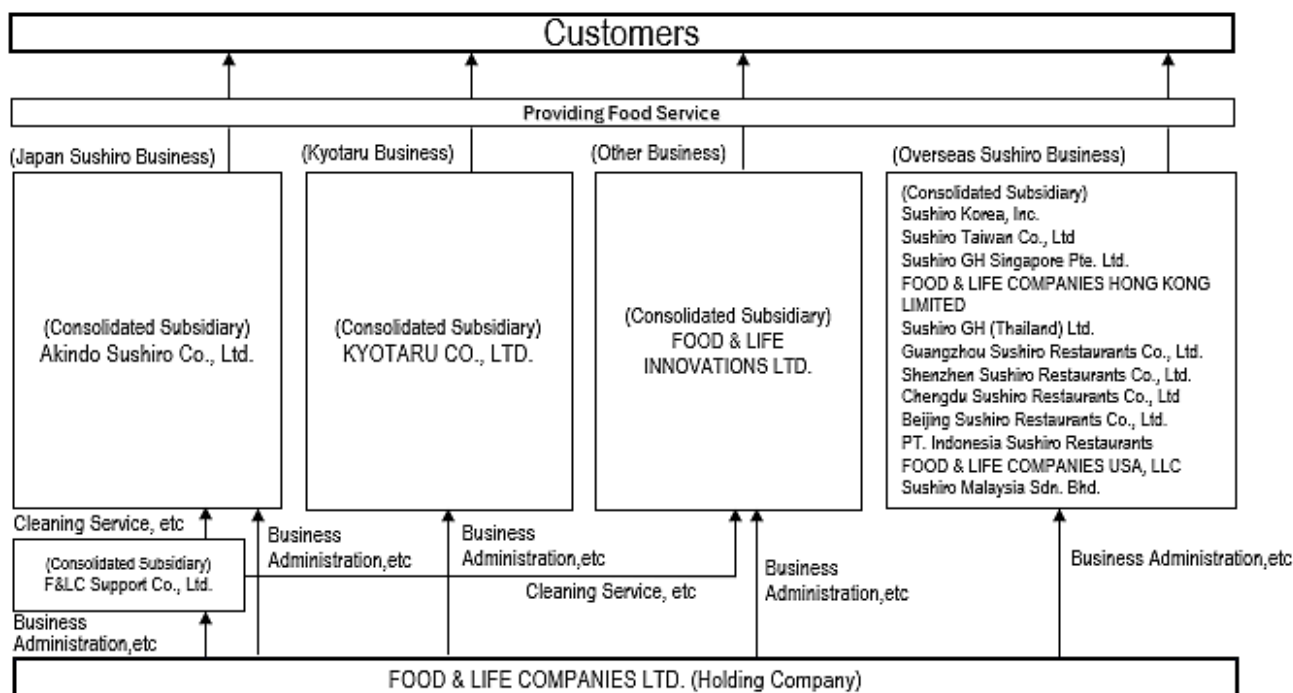 Customers
Providing Food Service
(Japan Sushiro Business)
(Kyotaru Business)
(Other Business)
(Overseas Sushiro Business)
(Consolidated Subsidiary)
Akindo Sushiro Co., Ltd.
(Consolidated Subsidiary)
KYOTARU CO., LTD.
(Consolidated Subsidiary)
FOOD & LIFE
INNOVATIONS LTD.
(Consolidated Subsidiary)
Sushiro Korea, Inc.
Sushiro Taiwan Co., Ltd
Sushiro GH Singapore Pte. Ltd.
FOOD & LIFE COMPANIES HONG KONG
LIMITED
Sushiro GH (Thailand) Ltd.
Guangzhou Sushiro Restaurants Co., Ltd.
Shenzhen Sushiro Restaurants Co., Ltd.
Chengdu Sushiro Restaurants Co., Ltd
Beijing Sushiro Restaurants Co., Ltd.
PT. Indonesia Sushiro Restaurants
FOOD & LIFE COMPANIES USA, LLC
Sushiro Malaysia Sdn. Bhd.
Cleaning Service, etc
(Consolidated Subsidiary)
F&LC Support Co., Ltd.
Business
Administration,etc
Business
Administration,etc
Business
Administration,etc
Cleaning Service, etc
Business
Administration,etc
Business Administration,etc
FOOD & LIFE COMPANIES LTD. (Holding Company)